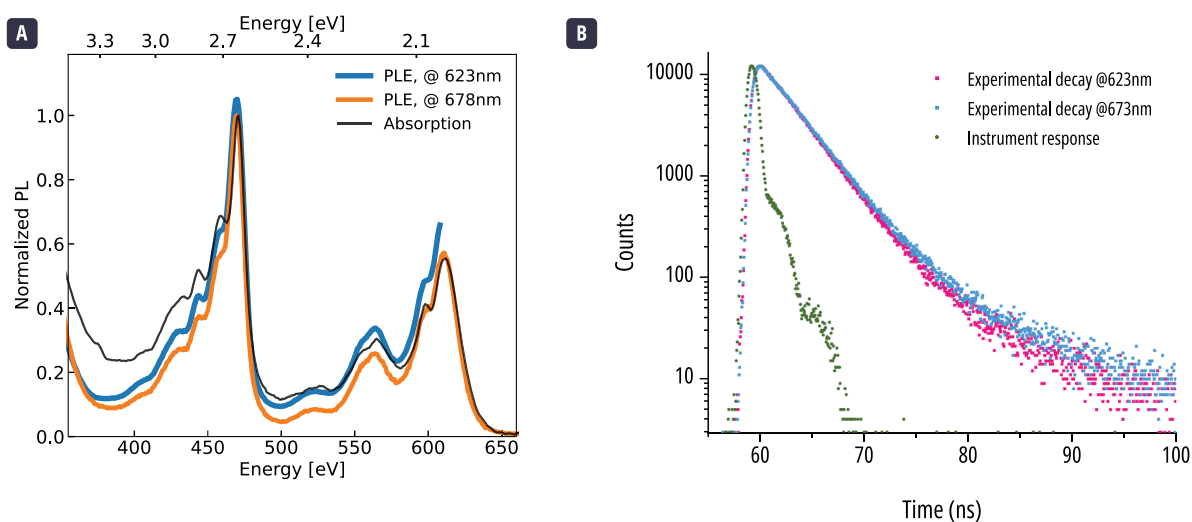 A
Energy [eV]
3.3 3.0 2.7 2.4 2.1
PLE, @ 623nm
PLE, @ 678nm
Absorption
Normalized PL
1.0
0.8
0.6
0.4
0.2
0.0
400 450 500 550 600 650
Energy [eV]
B
10000
1000
100
10
Counts
Experimental decay @623nm
Experimental decay @673nm
Instrument response
60 70 80 90 100
Time (ns)